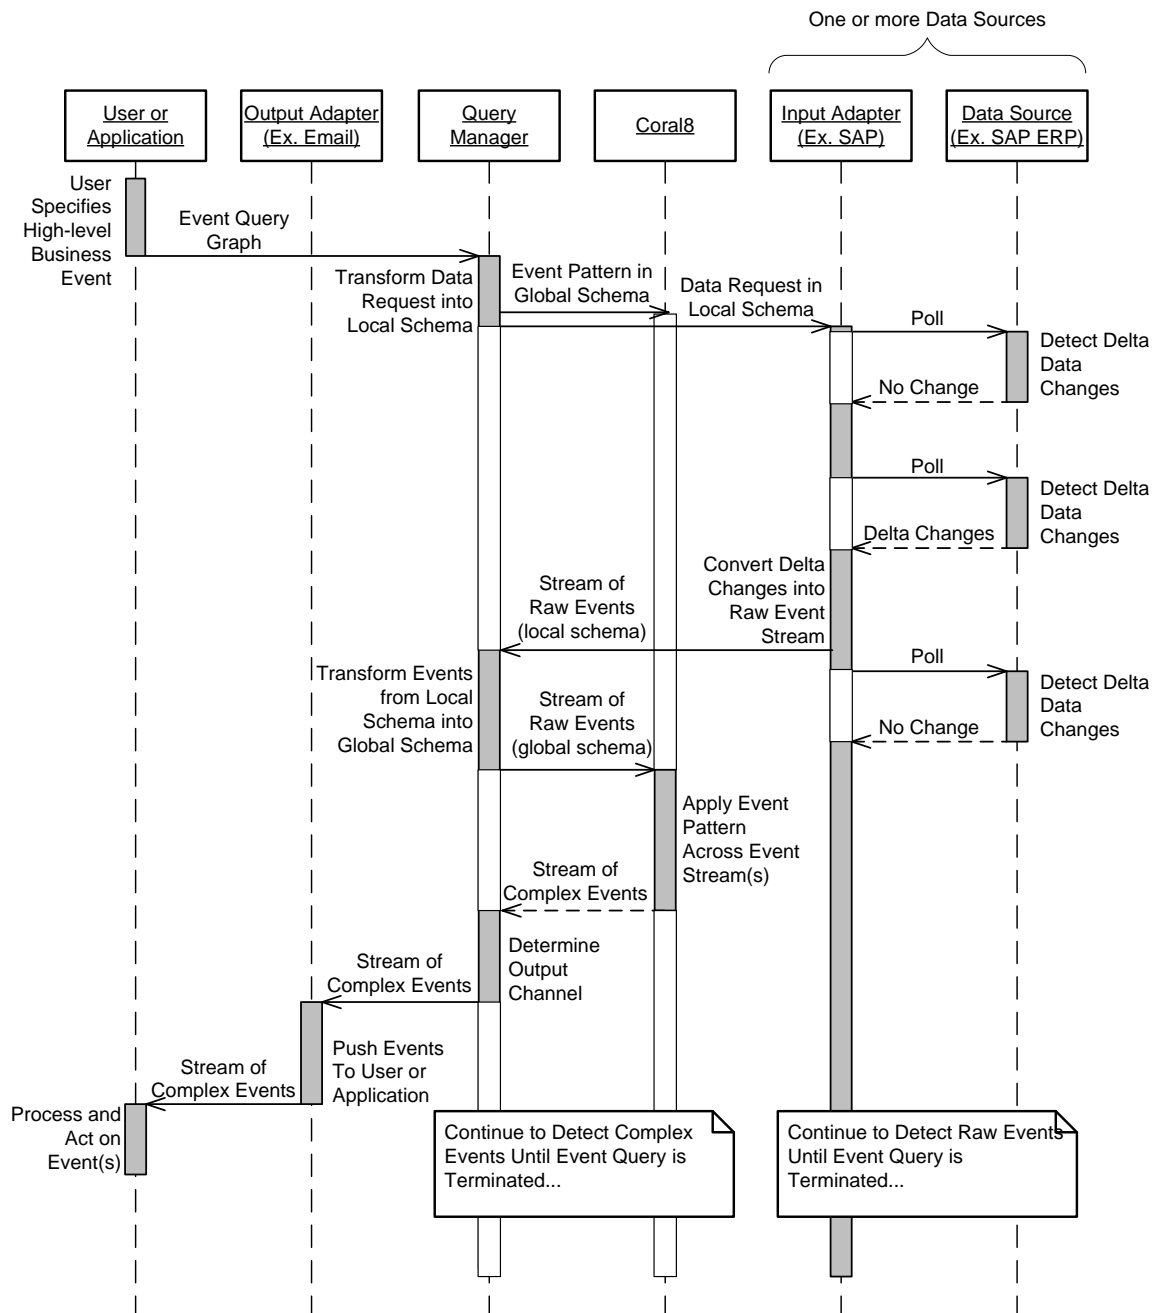 One or more Data Sources
User or
Application
Output Adapter
(Ex. Email)
Query
Manager
Coral8
Input Adapter
(Ex. SAP)
Data Source
(Ex. SAP ERP)
User
Specifies
High-level
Business
Event
Event Query
Graph
Transform Data
Request into
Local Schema
Event Pattern in
Global Schema
Data Request in
Local Schema
Poll
Detect Delta
Data
Changes
No Change
Poll
Detect Delta
Data
Changes
Delta Changes
Convert Delta
Changes into
Raw Event
Stream
Stream of
Raw Events
(local schema)
Poll
Detect Delta
Data
Changes
No Change
Transform Events
from Local
Schema into
Global Schema
Stream of
Raw Events
(global schema)
Apply Event
Pattern
Across Event
Stream(s)
Stream of
Complex Events
Determine
Output
Channel
Stream of
Complex Events
Push Events
To User or
Application
Stream of
Complex Events
Process and
Act on
Event(s)
Continue to Detect Complex
Events Until Event Query is
Terminated...
Continue to Detect Raw Events
Until Event Query is
Terminated...